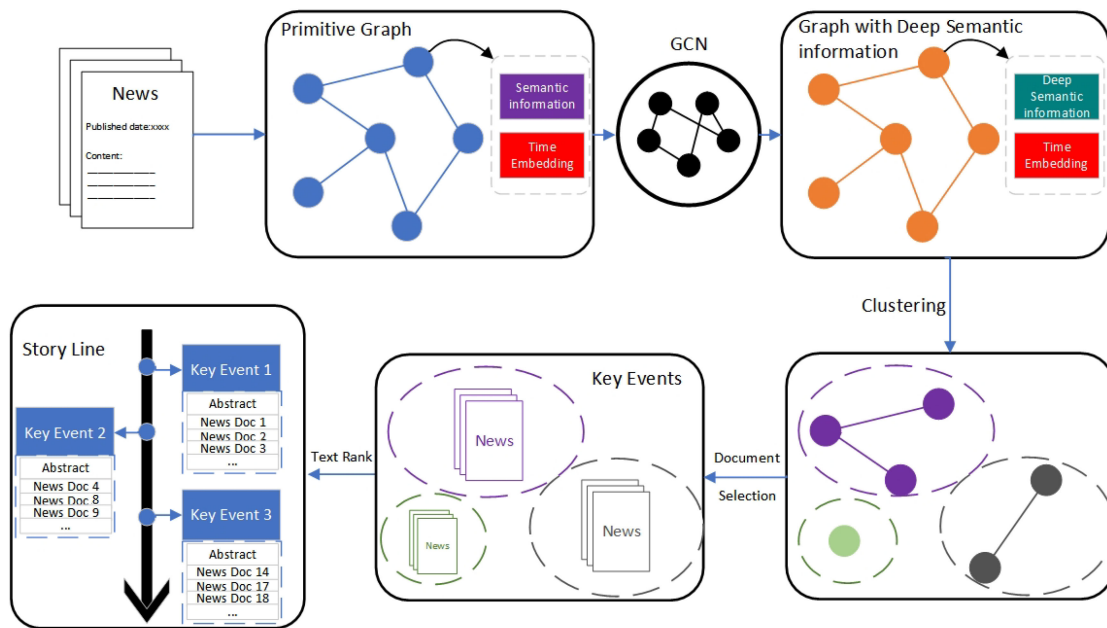 News
Published date:xxxx
Content:
Primitive Graph
Semantic
information
Time
Embedding
GCN
Graph with Deep Semantic
information
Deep
Semantic
information
Time
Embedding
Clustering
Document
Selection
Key Events
News
News
News
Text Rank
Story Line
Key Event 1
Abstract
News Doc 1
News Doc 2
News Doc 3
...
Key Event 2
Abstract
News Doc 4
News Doc 8
News Doc 9
...
Key Event 3
Abstract
News Doc 14
News Doc 17
News Doc 18
...